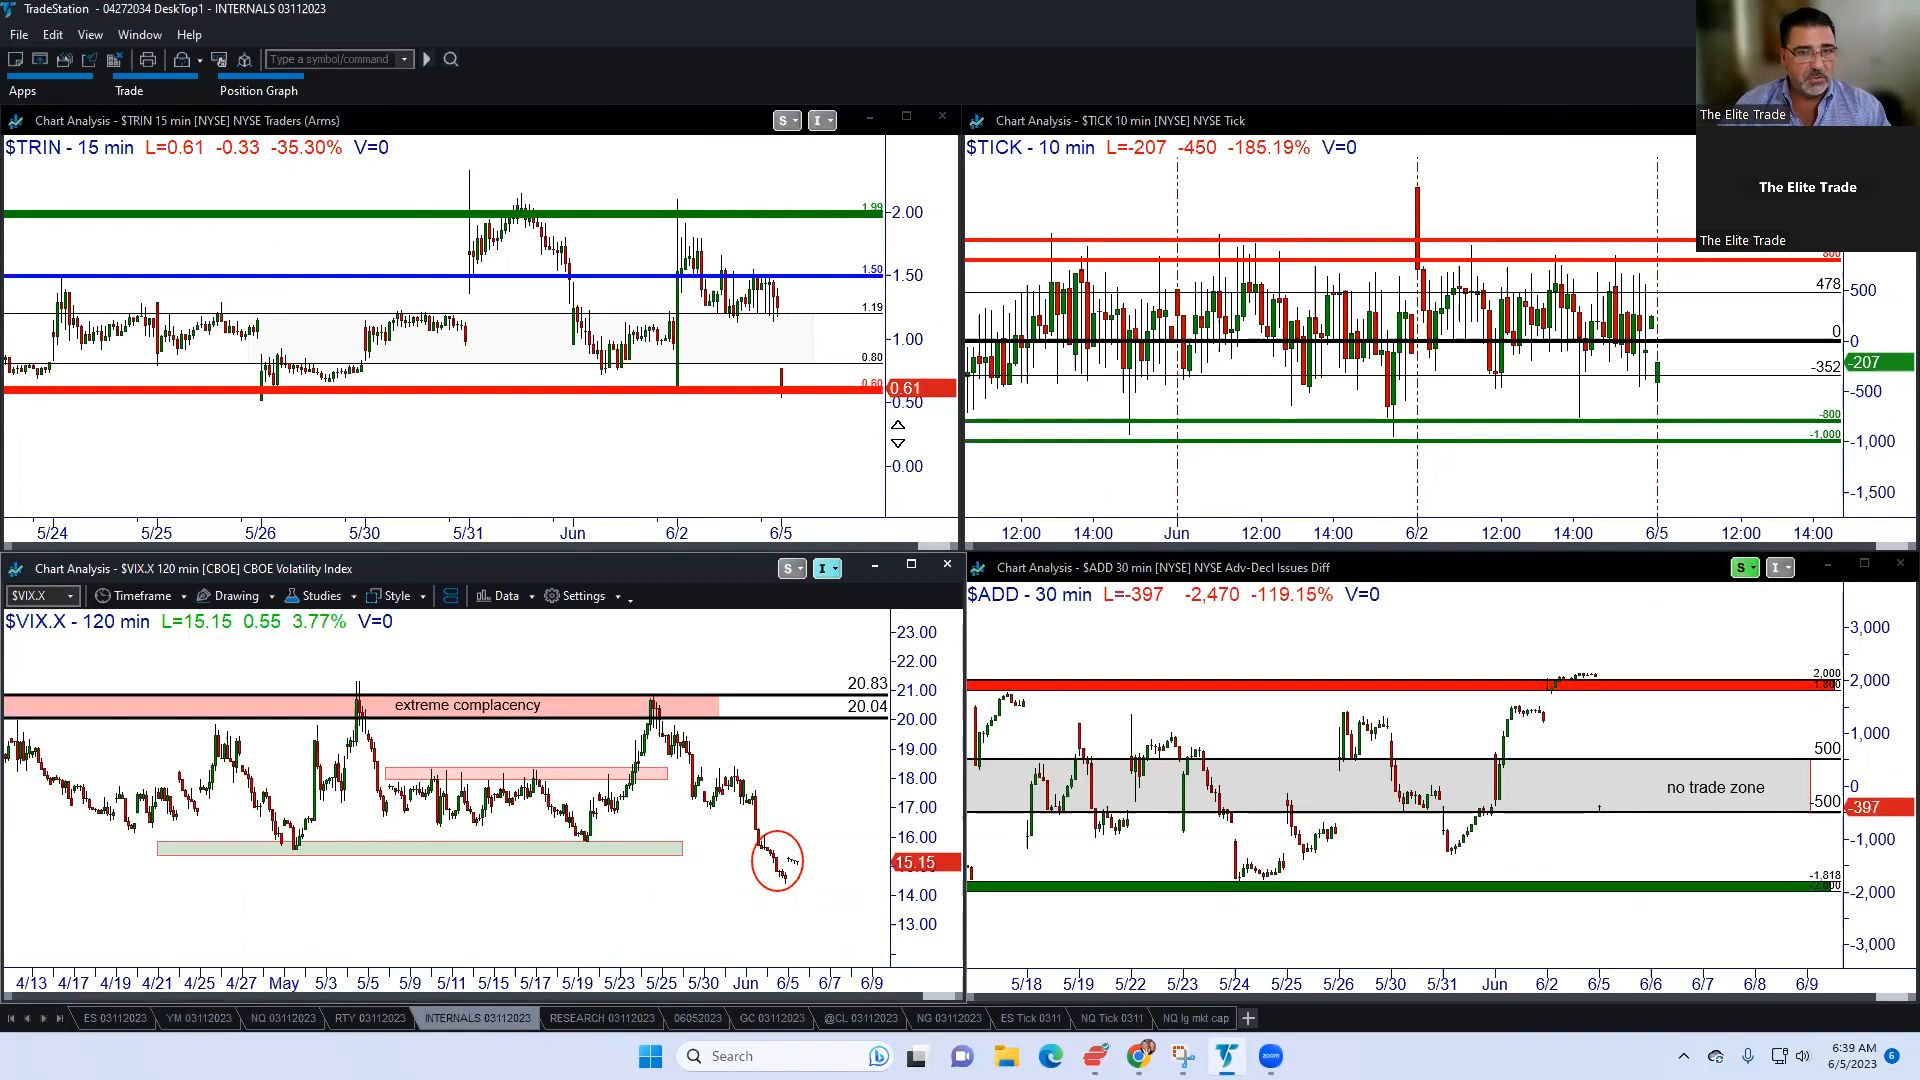 TradeStation - 04272034 DeskTop1 - INTERNALS 03112023
File Edit View Window Help
Type a symbol/command
Apps Trade Position Graph
The Elite Trade
The Elite Trade
The Elite Trade
Chart Analysis - $TRIN 15 min [NYSE] NYSE Traders (Arms)
S I
$TRIN - 15 min L=0.61 -0.33 -35.30% V=0
1.99
2.00
1.50
1.50
1.19
1.00
0.80
0.60
0.61
0.50
0.00
5/24 5/25 5/26 5/30 5/31 Jun 6/2 6/5
Chart Analysis - $TICK 10 min [NYSE] NYSE Tick
$TICK - 10 min L=-207 -450 -185.19% V=0
800
478
500
0
0
-352
-207
-500
-800
-1,000
-1,000
-1,500
12:00 14:00 Jun 12:00 14:00 6/2 12:00 14:00 6/5 12:00 14:00
Chart Analysis - $VIX.X 120 min [CBOE] CBOE Volatility Index
S I
$VIX.X Timeframe Drawing Studies Style Data Settings
$VIX.X - 120 min L=15.15 0.55 3.77% V=0
23.00
22.00
21.00
20.83
extreme complacency
20.04
20.00
19.00
18.00
17.00
16.00
15.15
14.00
13.00
4/13 4/17 4/19 4/21 4/25 4/27 May 5/3 5/5 5/9 5/11 5/15 5/17 5/19 5/23 5/25 Jun 6/5 6/7 6/9
Chart Analysis - $ADD 30 min [NYSE] NYSE Adv-Decl Issues Diff
S I
$ADD - 30 min L=-397 -2,470 -119.15% V=0
3,000
2,000
2,000
1,800
1,000
500
no trade zone
0
-500
-397
-1,000
-1,818
-2,000
-2,000
-3,000
5/18 5/19 5/22 5/23 5/24 5/25 5/26 5/30 5/31 Jun 6/2 6/5 6/6 6/7 6/8 6/9
ES 03112023 YM 03112023 NQ 03112023 RTY 03112023 INTERNALS 03112023 RESEARCH 03112023 06052023 GC 03112023 @CL 03112023 NG 03112023 ES Tick 0311 NQ Tick 0311 NQ lg mkt cap
Search
zoom
6:39 AM
6/5/2023
6